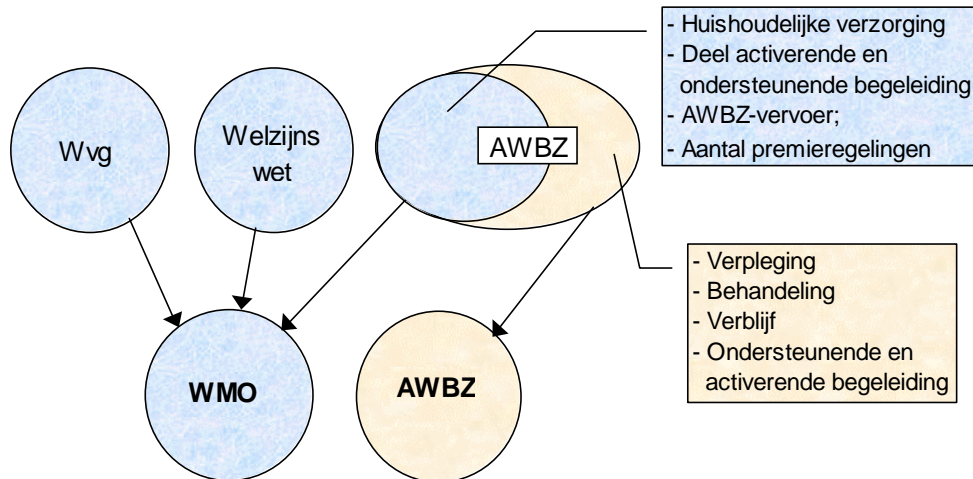 Wvg
Welzijns
wet
AWBZ
- Huishoudelijke verzorging
- Deel activerende en
ondersteunende begeleiding
- AWBZ-vervoer;
- Aantal premieregelingen
- Verpleging
- Behandeling
- Verblijf
- Ondersteunende en
activerende begeleiding
WMO
AWBZ